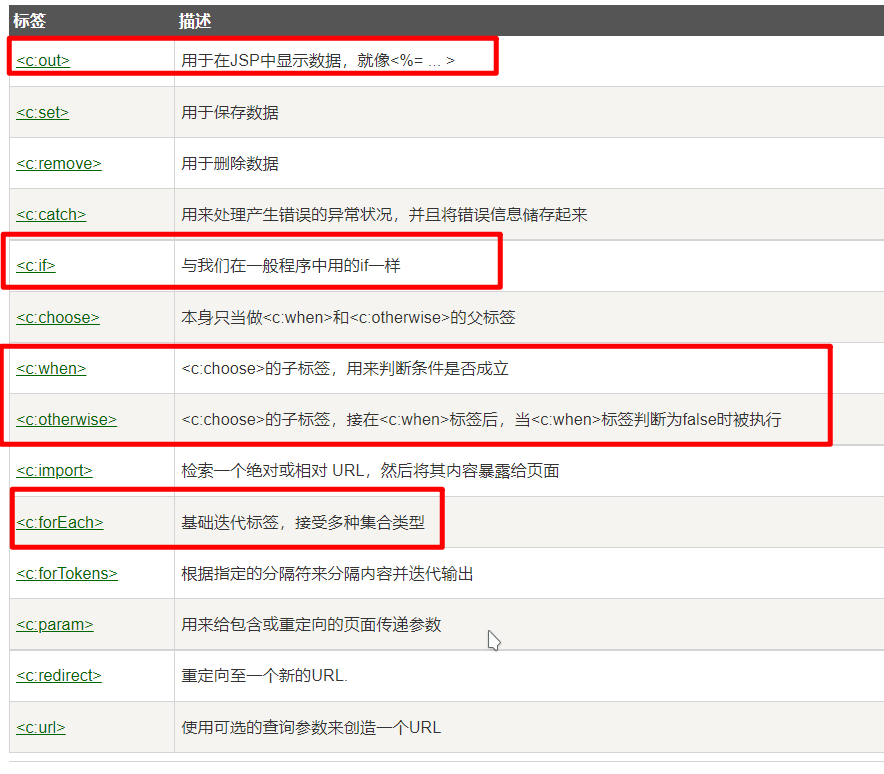 标签 描述
<c:out> 用于在JSP中显示数据，就像<%= ... >
<c:set> 用于保存数据
<c:remove> 用于删除数据
<c:catch> 用来处理产生错误的异常状况，并且将错误信息储存起来
<c:if> 与我们在一般程序中用的if一样
<c:choose> 本身只当做<c:when>和<c:otherwise>的父标签
<c:when> <c:choose>的子标签，用来判断条件是否成立
<c:otherwise> <c:choose>的子标签，接在<c:when>标签后，当<c:when>标签判断为false时被执行
<c:import> 检索一个绝对或相对 URL，然后将其内容暴露给页面
<c:forEach> 基础迭代标签，接受多种集合类型
<c:forTokens> 根据指定的分隔符来分隔内容并迭代输出
<c:param> 用来给包含或重定向的页面传递参数
<c:redirect> 重定向至一个新的URL.
<c:url> 使用可选的查询参数来创造一个URL